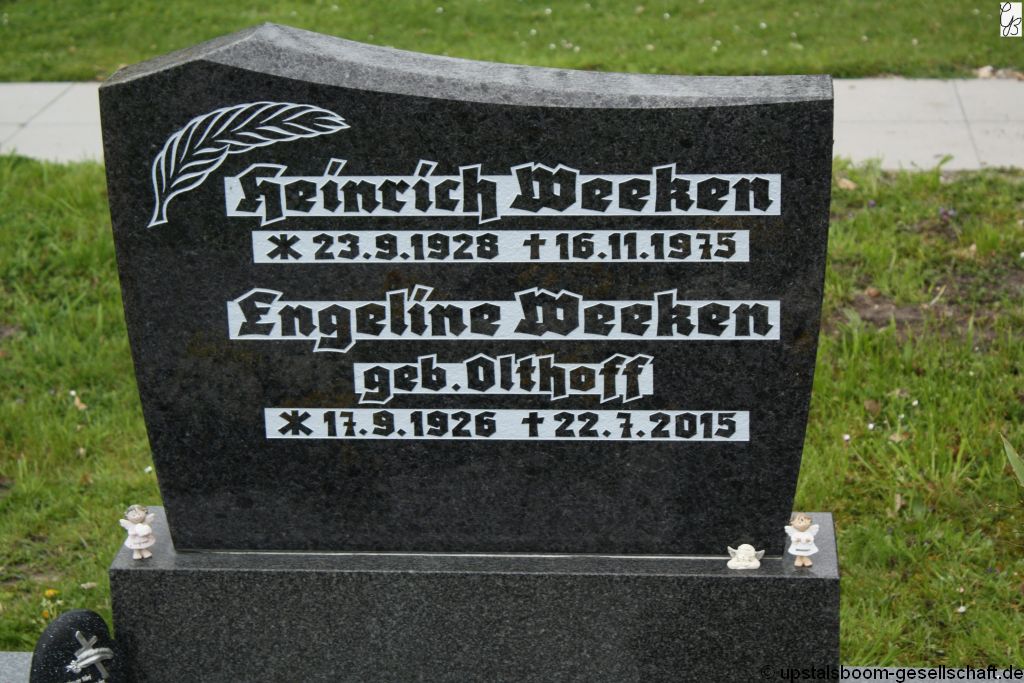 Heinrich Weeken
* 23.9.1928 † 16.11.1975
Engeline Weeken
geb. Olthoff
* 17.9.1926 † 22.7.2015
© upstalsboom-gesellschaft.de